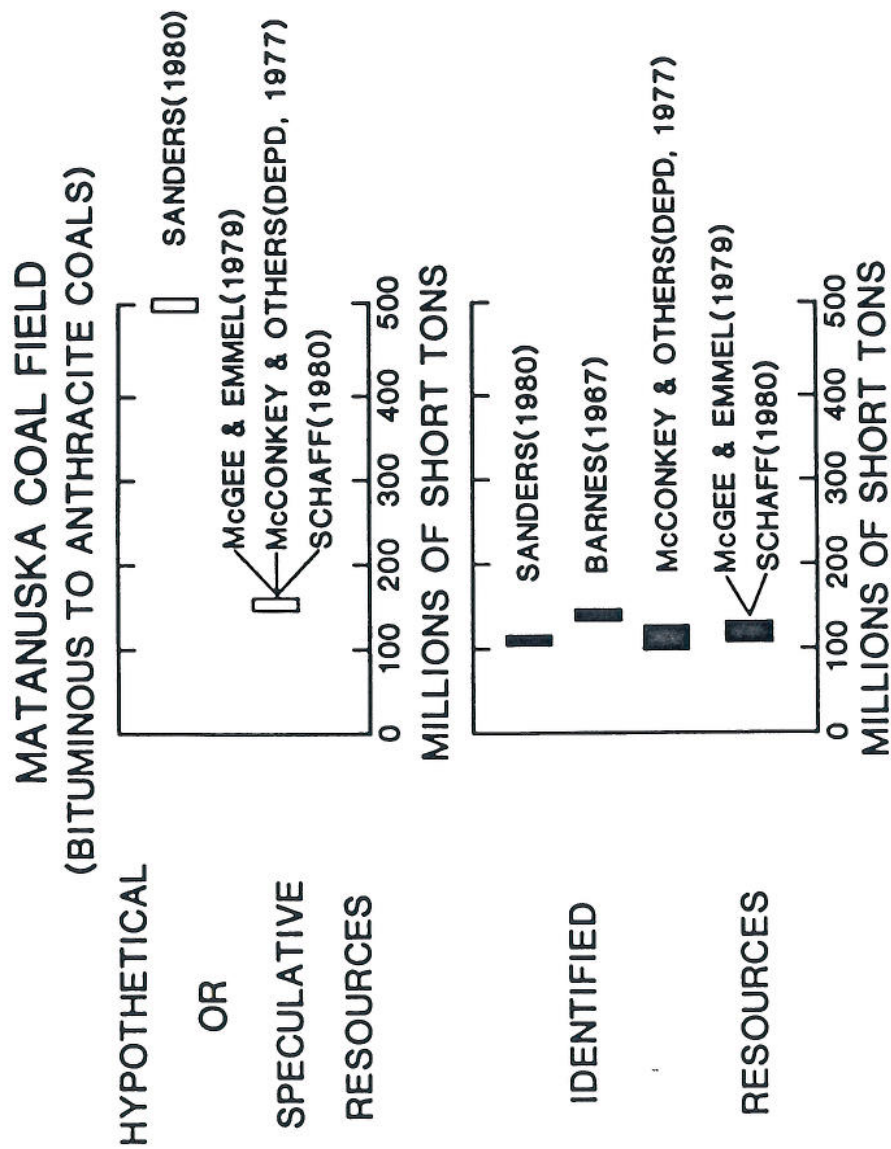 MATANUSKA COAL FIELD
(BITUMINOUS TO ANTHRACITE COALS)
HYPOTHETICAL
OR
SPECULATIVE
RESOURCES
SANDERS(1980)
McGEE & EMMEL(1979)
McCONKEY & OTHERS(DEPD, 1977)
SCHAFF(1980)
0 100 200 300 400 500
MILLIONS OF SHORT TONS
IDENTIFIED
RESOURCES
SANDERS(1980)
BARNES(1967)
McCONKEY & OTHERS(DEPD, 1977)
McGEE & EMMEL(1979)
SCHAFF(1980)
0 100 200 300 400 500
MILLIONS OF SHORT TONS